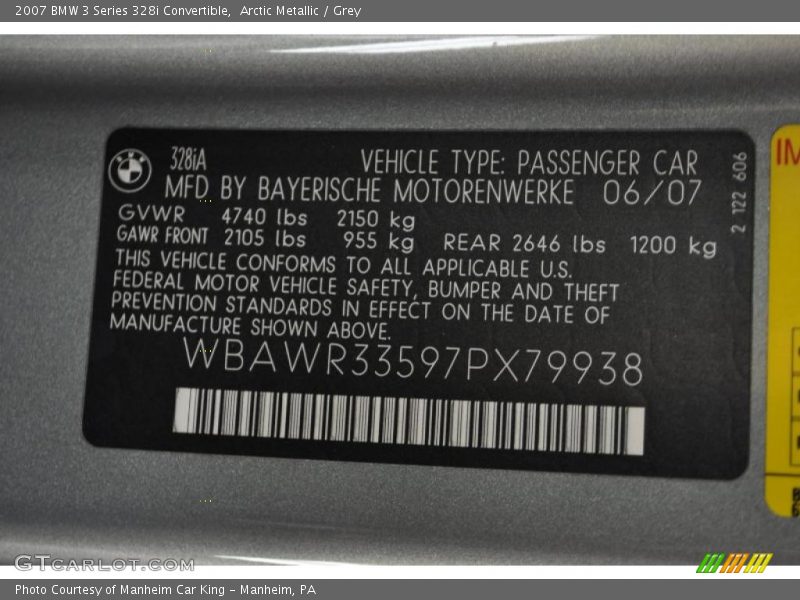 2007 BMW 3 Series 328i Convertible,  Arctic Metallic / Grey
BMW
328iA
VEHICLE TYPE: PASSENGER CAR
MFD BY BAYERISCHE MOTORENWERKE 06/07
GVWR 4740 lbs 2150 kg
GAWR FRONT 2105 lbs 955 kg REAR 2646 lbs 1200 kg
THIS VEHICLE CONFORMS TO ALL APPLICABLE U.S.
FEDERAL MOTOR VEHICLE SAFETY, BUMPER AND THEFT
PREVENTION STANDARDS IN EFFECT ON THE DATE OF
MANUFACTURE SHOWN ABOVE.
WBAWR33597PX79938
2 122 606
IM
GTCARLOT.COM
Photo Courtesy of Manheim Car King - Manheim, PA